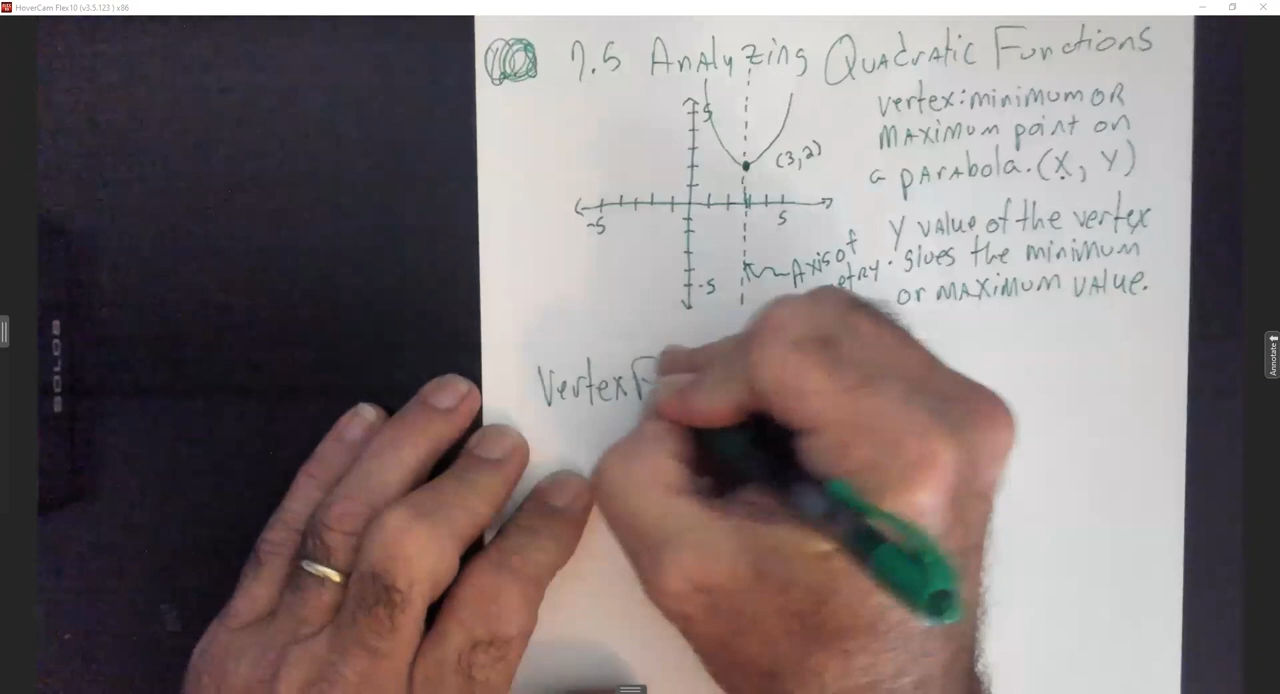 HoverCam Flex10 (v3.5.123) x86
7.5 Analyzing Quadratic Functions
5
(3,2)
-5
5
-5
Axis of
vertex: minimum OR
maximum point on
a parabola. (x, y)
y value of the vertex
gives the minimum
or maximum value.
Vertex F
Annotate
SOLOS